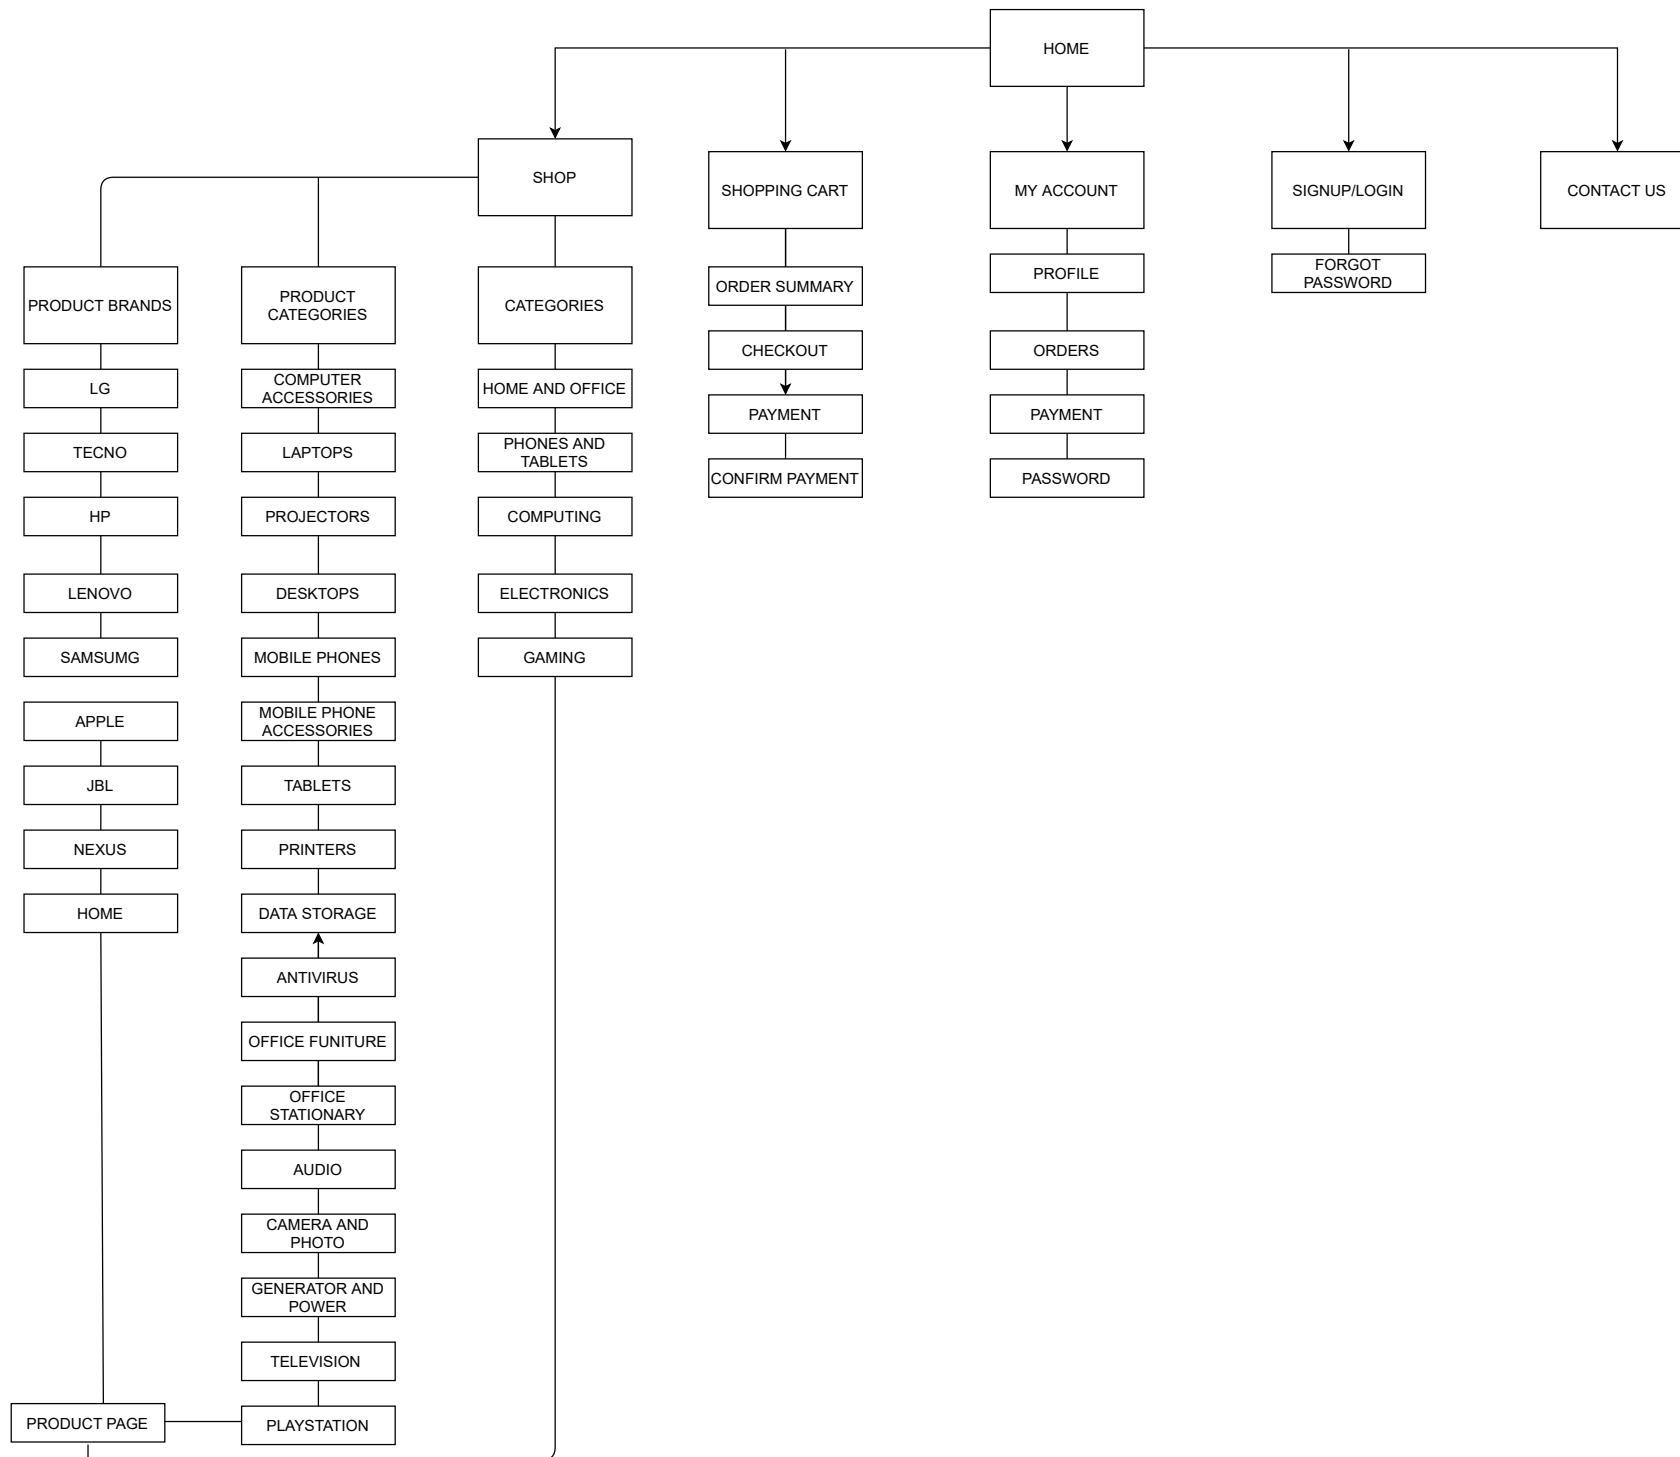 HOME
SHOP
SHOPPING CART
MY ACCOUNT
SIGNUP/LOGIN
CONTACT US
PRODUCT BRANDS
LG
TECNO
HP
LENOVO
SAMSUMG
APPLE
JBL
NEXUS
HOME
PRODUCT
CATEGORIES
COMPUTER
ACCESSORIES
LAPTOPS
PROJECTORS
DESKTOPS
MOBILE PHONES
MOBILE PHONE
ACCESSORIES
TABLETS
PRINTERS
DATA STORAGE
ANTIVIRUS
OFFICE FUNITURE
OFFICE
STATIONARY
AUDIO
CAMERA AND
PHOTO
GENERATOR AND
POWER
TELEVISION
PLAYSTATION
PRODUCT PAGE
CATEGORIES
HOME AND OFFICE
PHONES AND
TABLETS
COMPUTING
ELECTRONICS
GAMING
ORDER SUMMARY
CHECKOUT
PAYMENT
CONFIRM PAYMENT
PROFILE
ORDERS
PAYMENT
PASSWORD
FORGOT
PASSWORD